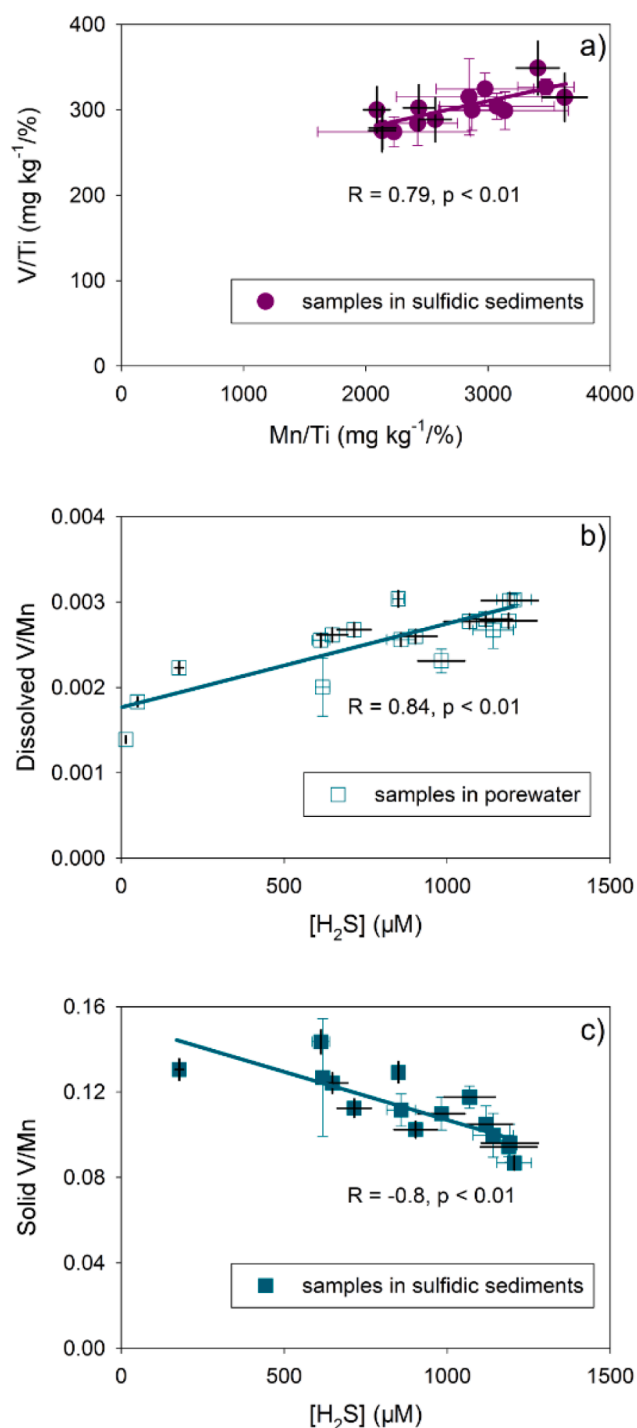 a)
400
300
200
100
0
V/Ti (mg kg⁻¹/%)
R = 0.79, p < 0.01
samples in sulfidic sediments
0 1000 2000 3000 4000
Mn/Ti (mg kg⁻¹/%)
b)
0.004
0.003
0.002
0.001
0.000
Dissolved V/Mn
R = 0.84, p < 0.01
samples in porewater
0 500 1000 1500
[H₂S] (µM)
c)
0.16
0.12
0.08
0.04
0.00
Solid V/Mn
R = -0.8, p < 0.01
samples in sulfidic sediments
0 500 1000 1500
[H₂S] (µM)